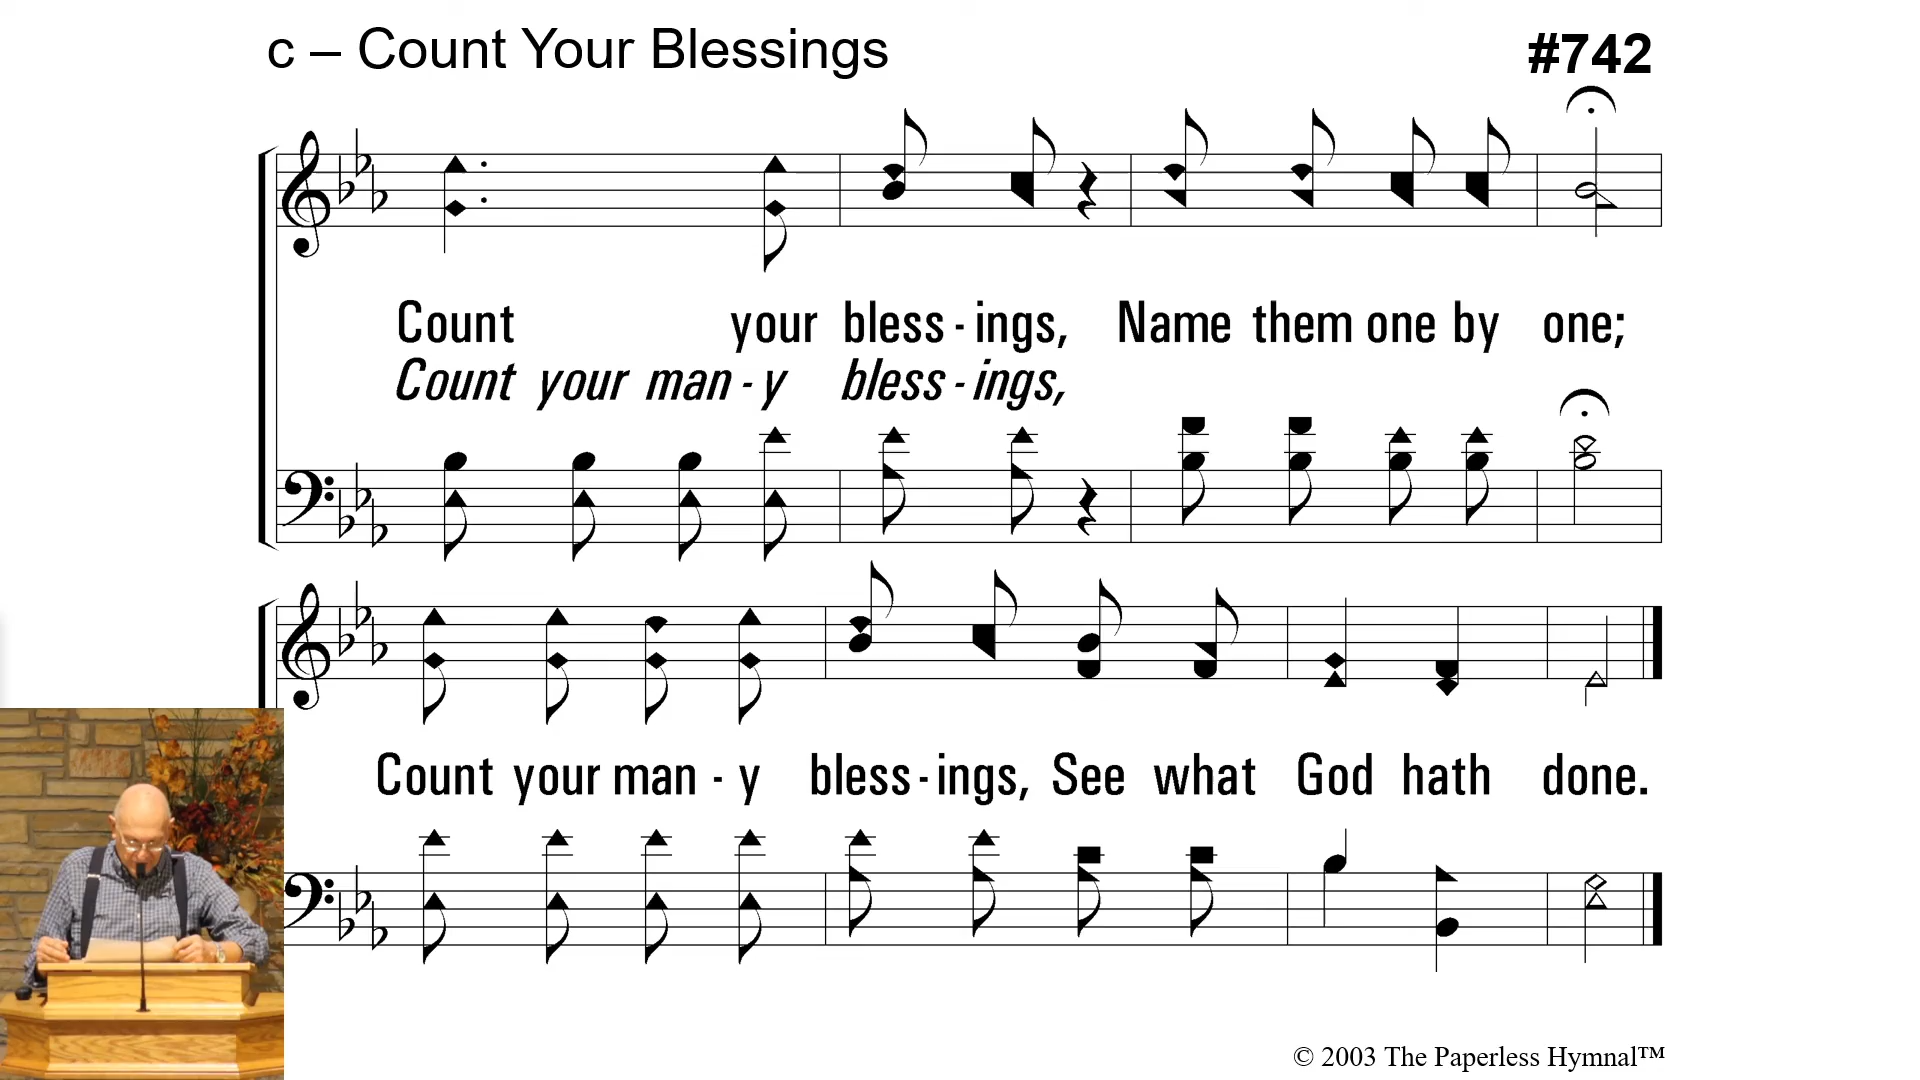 c – Count Your Blessings
#742
Count your bless - ings, Name them one by one;
Count your man - y bless - ings,
Count your man - y bless - ings, See what God hath done.
© 2003 The Paperless Hymnal™